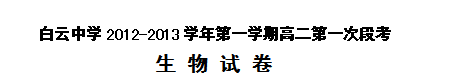 白云中学 2012-2013 学年第一学期高二第一次段考
生 物 试 卷